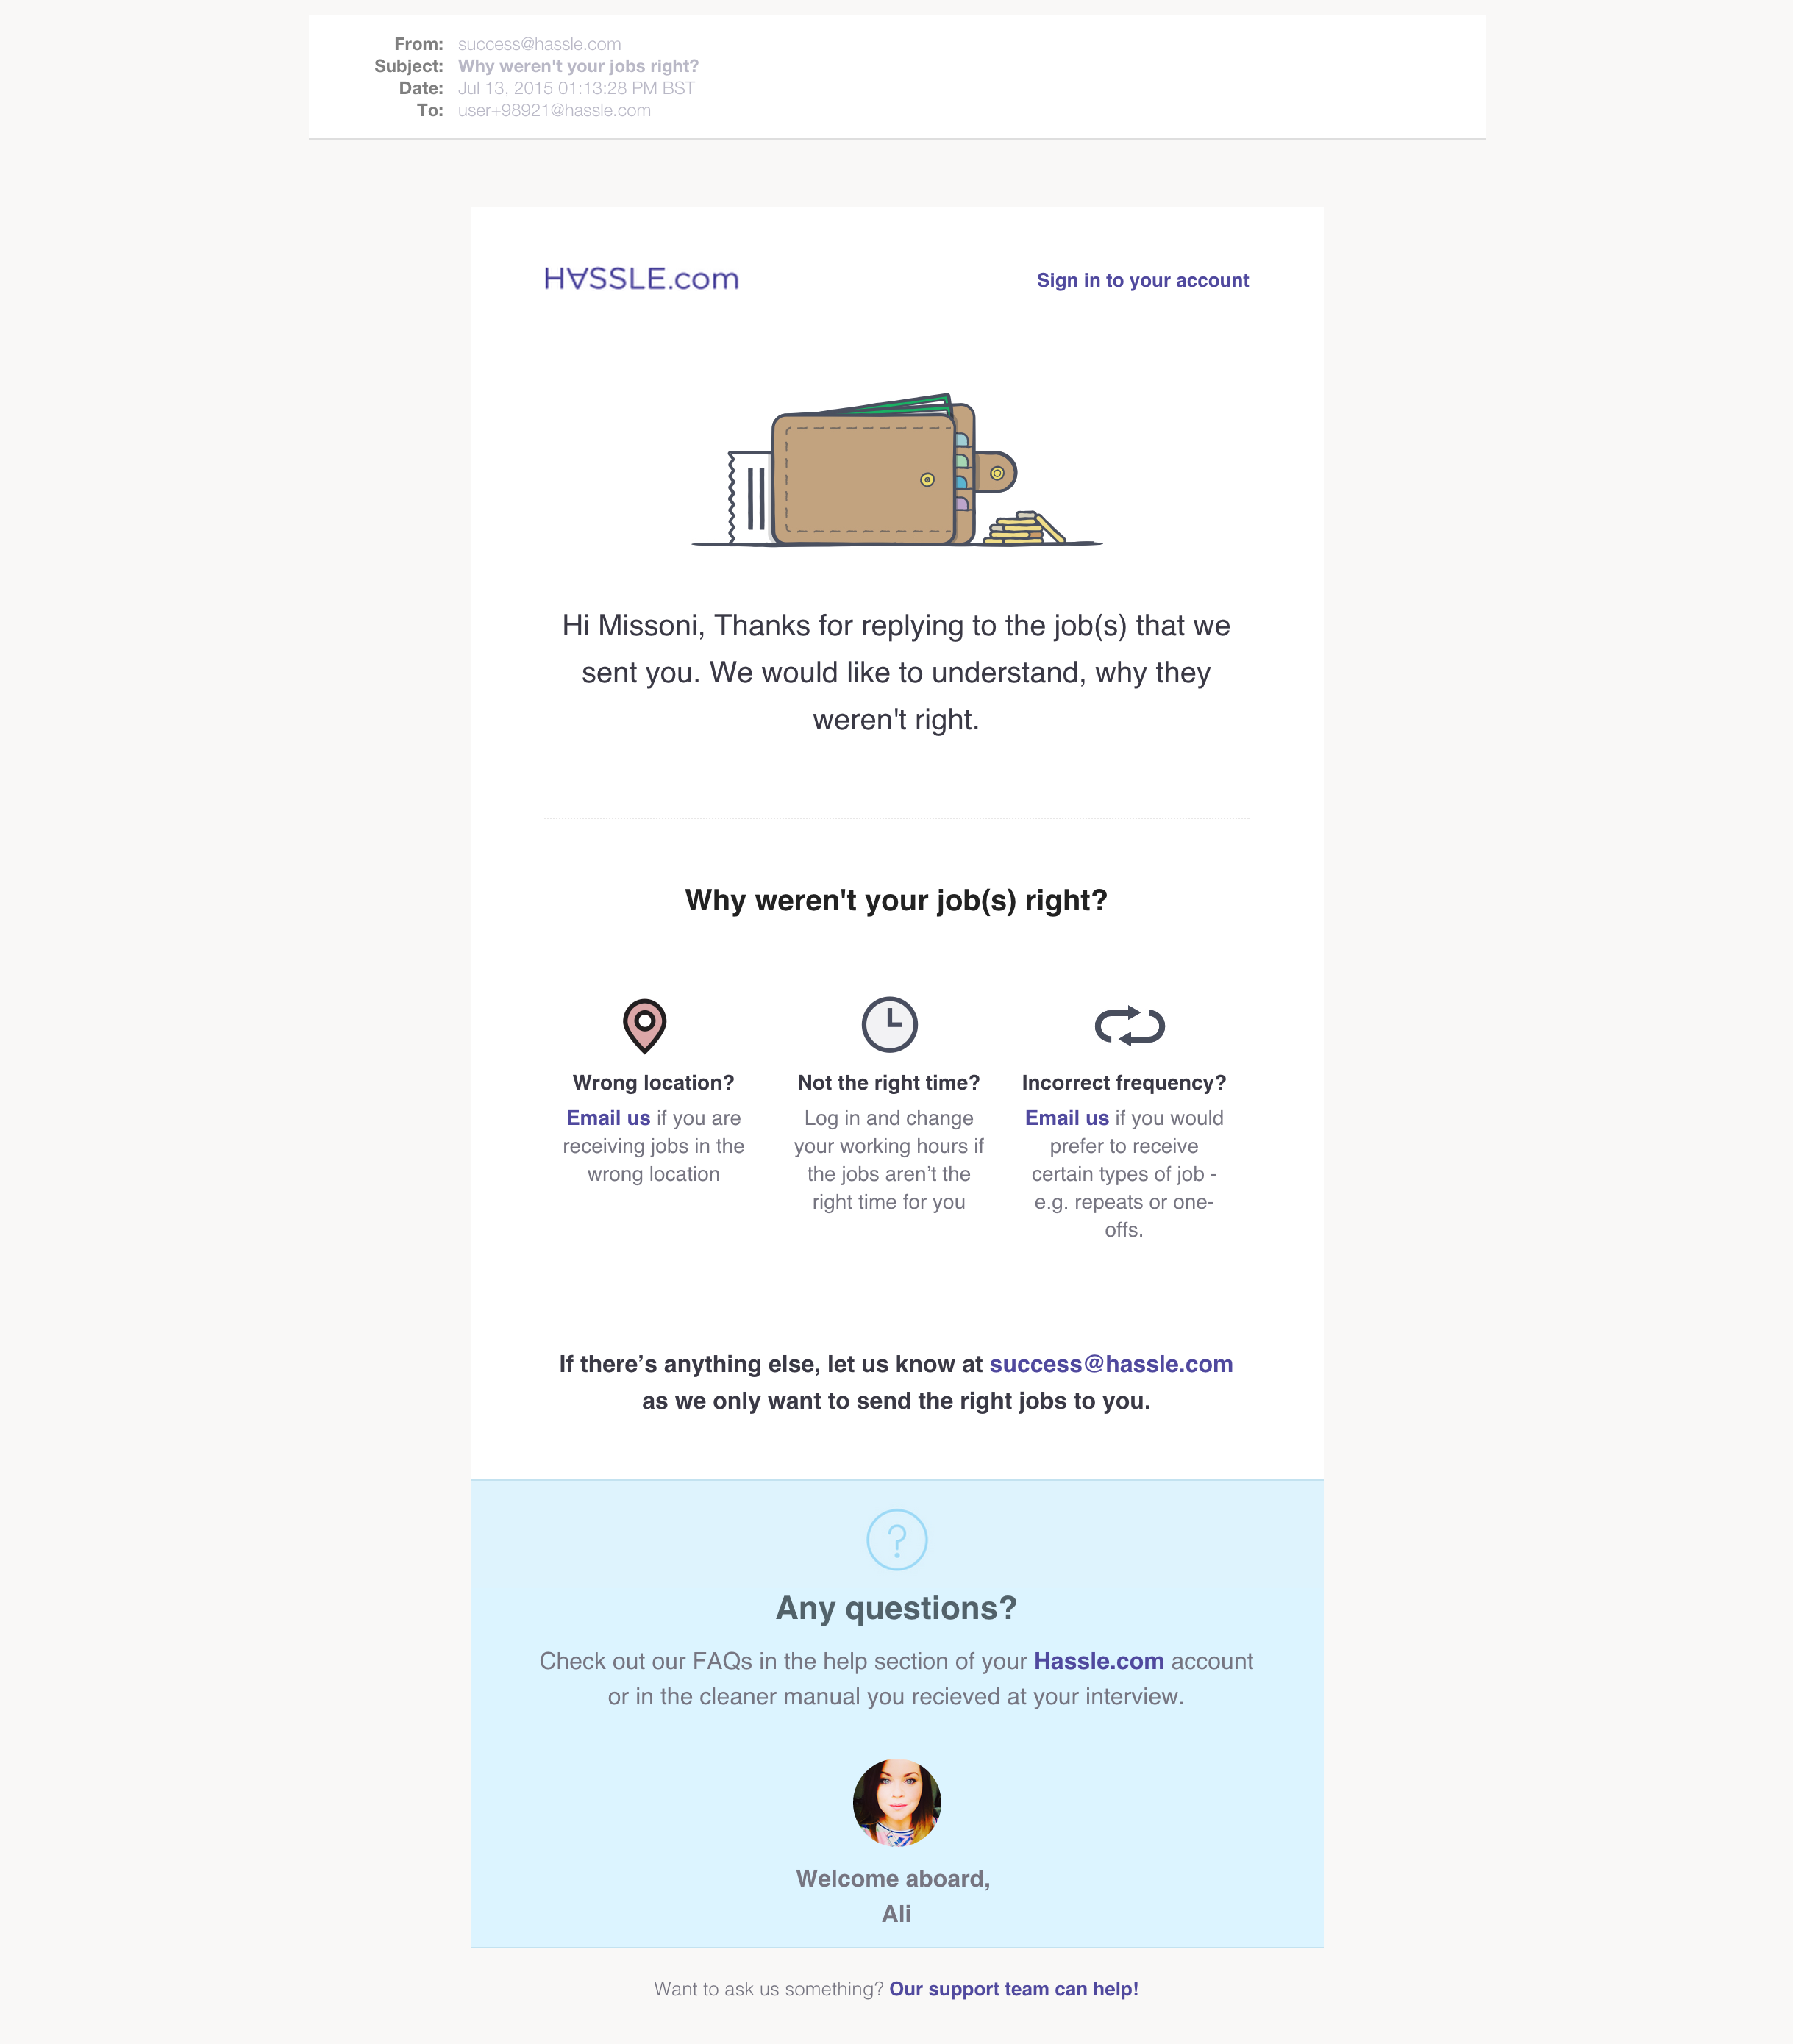 From: success@hassle.com
Subject: Why weren't your jobs right?
Date: Jul 13, 2015 01:13:28 PM BST
To: user+98921@hassle.com
H∀SSLE.com
Sign in to your account
Hi Missoni, Thanks for replying to the job(s) that we
sent you. We would like to understand, why they
weren't right.
Why weren't your job(s) right?
Wrong location?
Email us if you are
receiving jobs in the
wrong location
Not the right time?
Log in and change
your working hours if
the jobs aren’t the
right time for you
Incorrect frequency?
Email us if you would
prefer to receive
certain types of job -
e.g. repeats or one-
offs.
If there’s anything else, let us know at success@hassle.com
as we only want to send the right jobs to you.
?
Any questions?
Check out our FAQs in the help section of your Hassle.com account
or in the cleaner manual you recieved at your interview.
Welcome aboard,
Ali
Want to ask us something? Our support team can help!